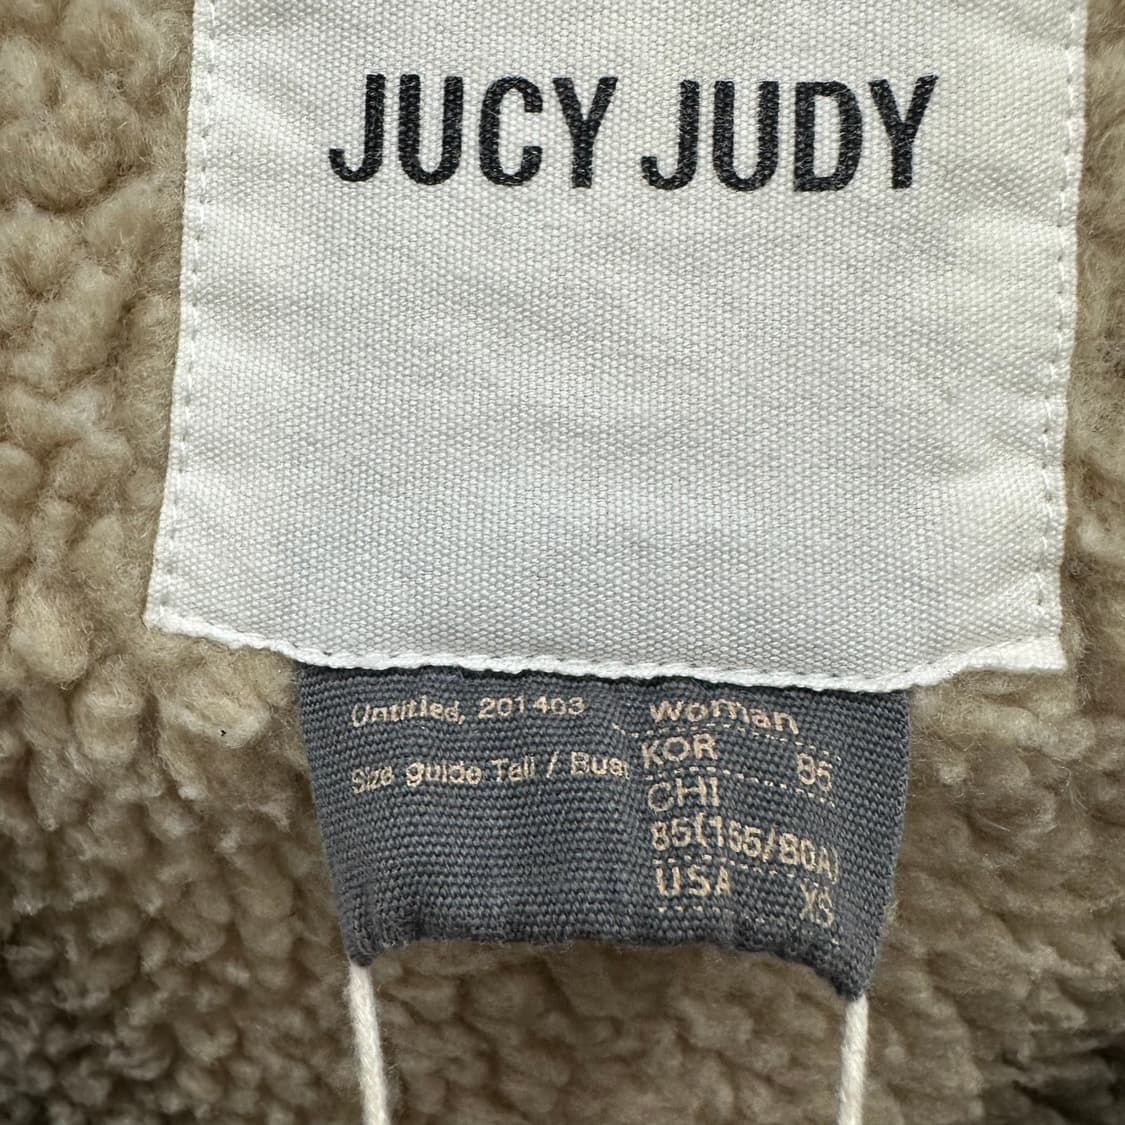 JUCY JUDY
Untitled, 201403
Size guide Tall / Bust
woman
KOR 85
CHI
85(165/80A)
USA XS